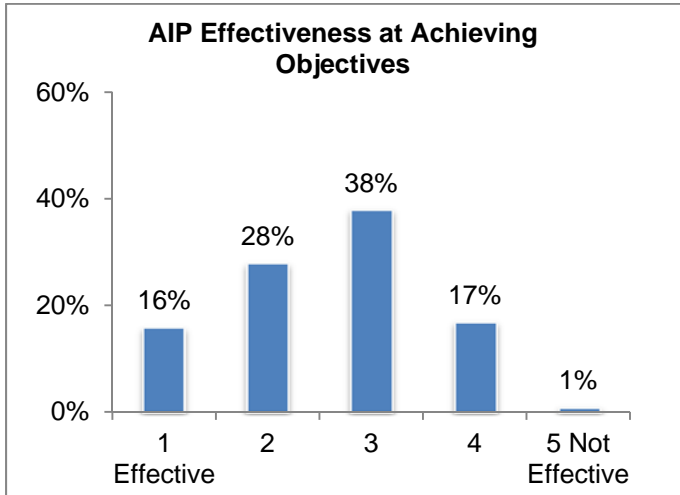 AIP Effectiveness at Achieving
Objectives
60%
40%
20%
0%
16%
28%
38%
17%
1%
1
Effective
2
3
4
5 Not
Effective